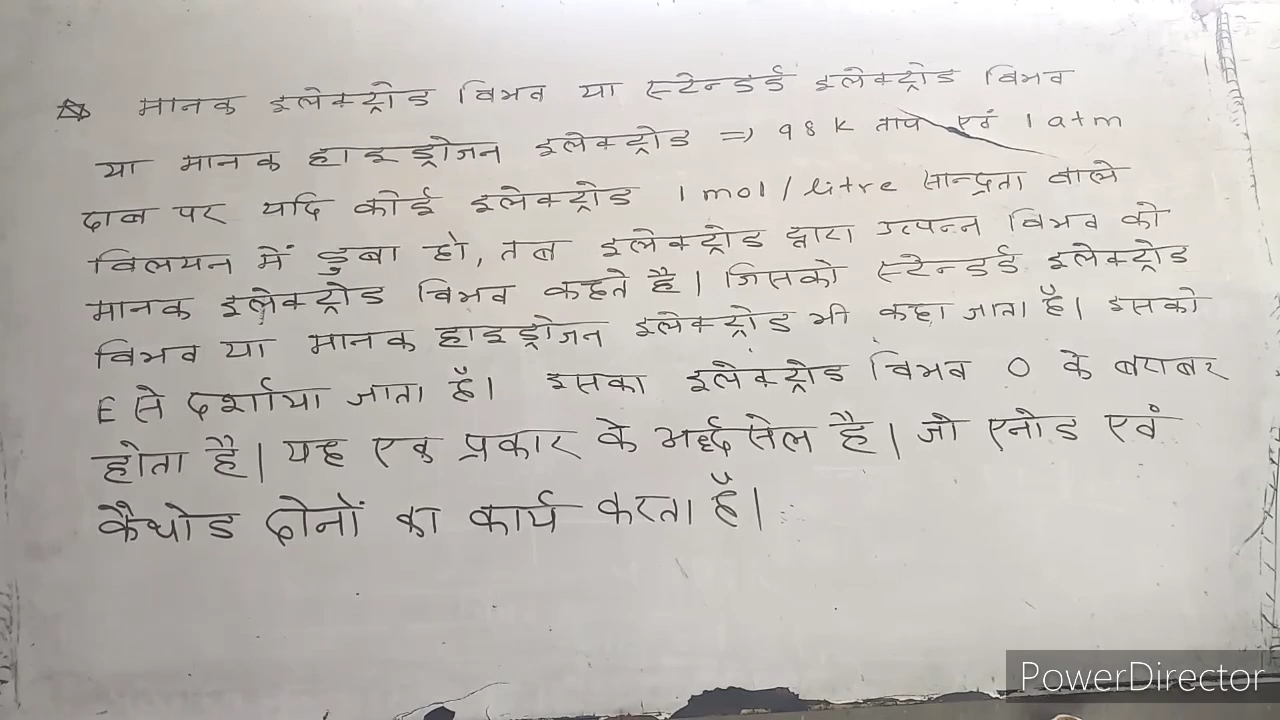 मानक इलेक्ट्रोड विभव या स्टेन्डर्ड इलेक्ट्रोड विभव
या मानक हाइड्रोजन इलेक्ट्रोड => 98 K ताप एवं 1 atm
दाब पर यदि कोई इलेक्ट्रोड 1 mol/litre सान्द्रता वाले
विलयन में डुबा हो, तब इलेक्ट्रोड द्वारा उत्पन्न विभव को
मानक इलेक्ट्रोड विभव कहते है। जिसको स्टेन्डर्ड इलेक्ट्रोड
विभव या मानक हाइड्रोजन इलेक्ट्रोड भी कहा जाता हैं। इसको
E से दर्शाया जाता हैं। इसका इलेक्ट्रोड विभव 0 के बराबर
होता है। यह एक प्रकार के अर्द्धसेल है। जो एनोड एवं
कैथोड दोनों का कार्य करता हैं।
PowerDirector